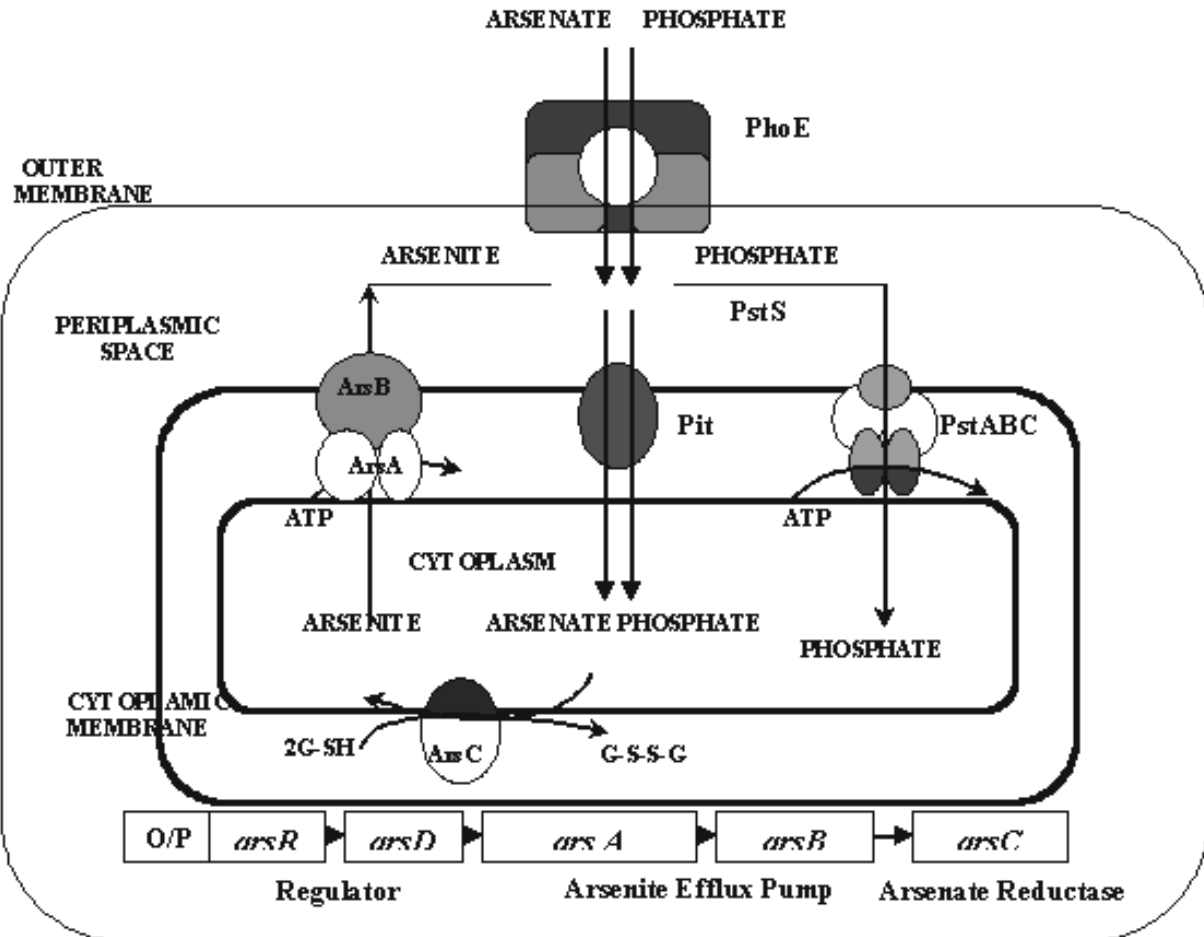 ARSENATE PHOSPHATE
PhoE
OUTER
MEMBRANE
ARSENITE PHOSPHATE
PstS
PERIPLASMIC
SPACE
ArsB
Pit
PstABC
ArsA
ATP
ATP
CYTOPLASM
ARSENITE
ARSENATE PHOSPHATE
PHOSPHATE
CYTOPLAMIC
MEMBRANE
2G-SH
ArsC
G-S-S-G
O/P arsR arsD ars A arsB arsC
Regulator
Arsenite Efflux Pump
Arsenate Reductase